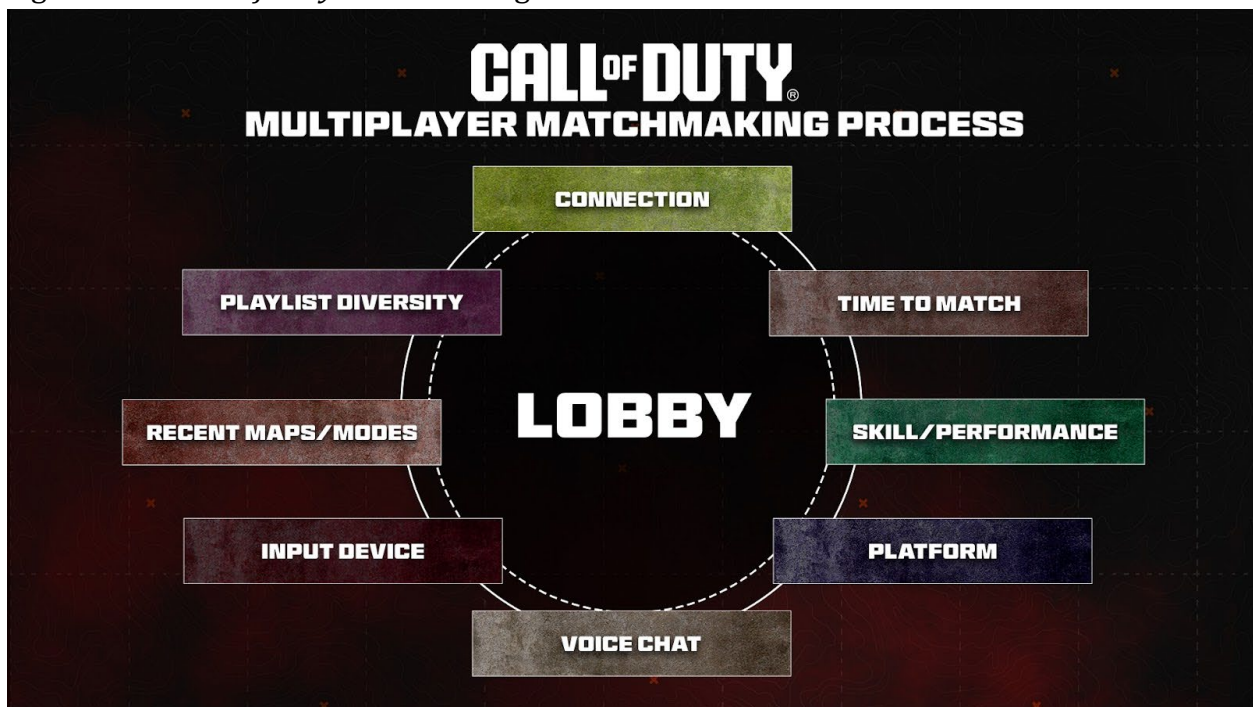 CALL OF DUTY®
MULTIPLAYER MATCHMAKING PROCESS
CONNECTION
PLAYLIST DIVERSITY
TIME TO MATCH
RECENT MAPS/MODES
LOBBY
SKILL/PERFORMANCE
INPUT DEVICE
PLATFORM
VOICE CHAT